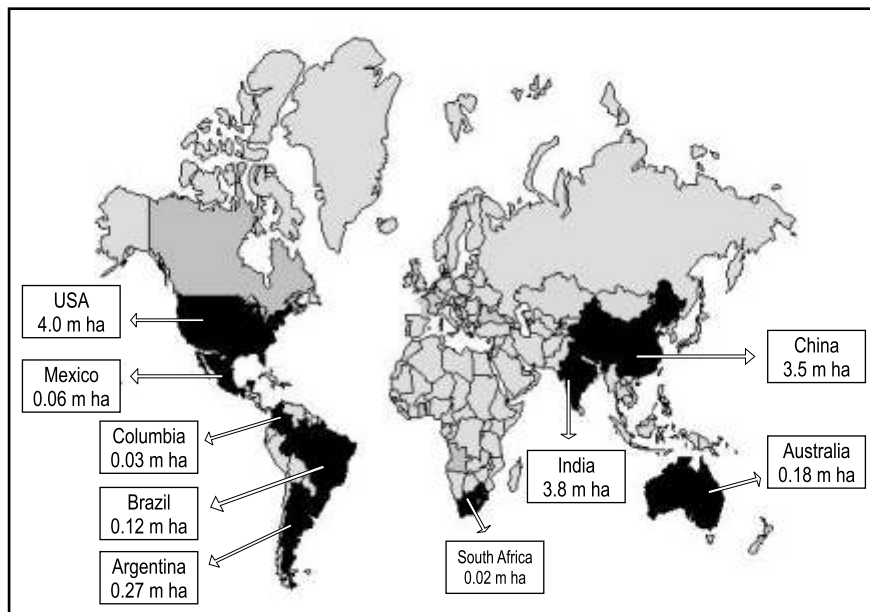 USA
4.0 m ha
Mexico
0.06 m ha
Columbia
0.03 m ha
Brazil
0.12 m ha
Argentina
0.27 m ha
South Africa
0.02 m ha
India
3.8 m ha
China
3.5 m ha
Australia
0.18 m ha